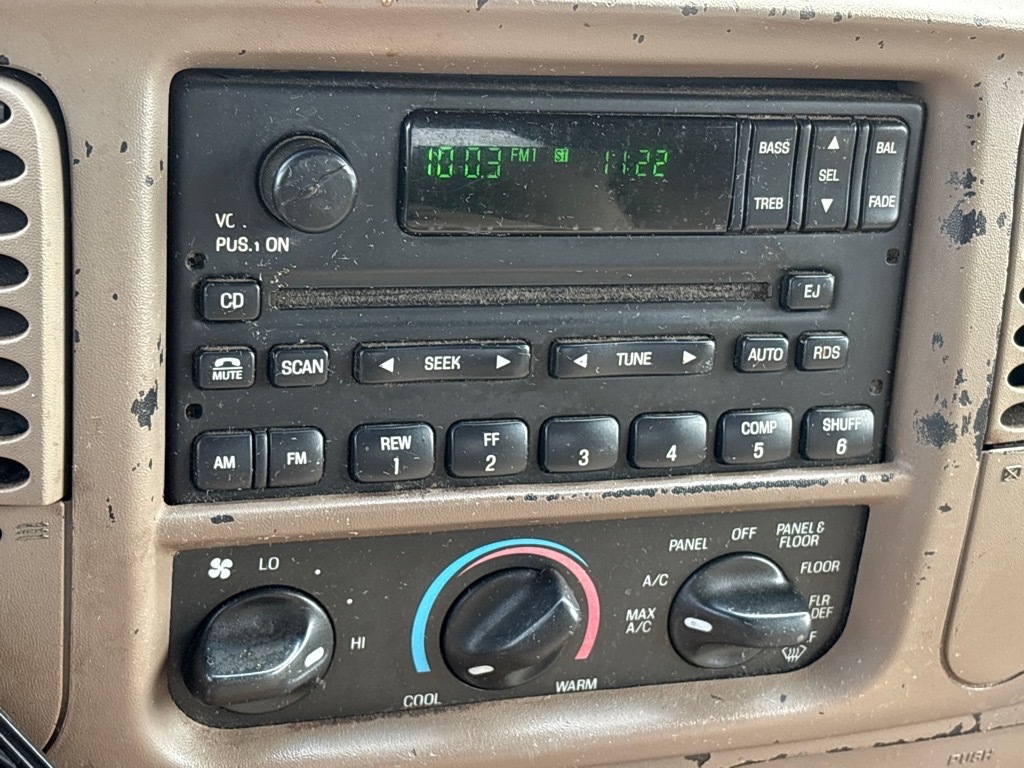 100.3 FM1 ST 11:22
BASS
TREB
▲
SEL
▼
BAL
FADE
PUS ON
CD
EJ
MUTE
SCAN
◀ SEEK ▶
◀ TUNE ▶
AUTO
RDS
AM
FM
REW
1
FF
2
3
4
COMP
5
SHUFF
6
LO
HI
COOL
WARM
MAX
A/C
A/C
PANEL
OFF
PANEL &
FLOOR
FLOOR
FLR
DEF
F
PUSH